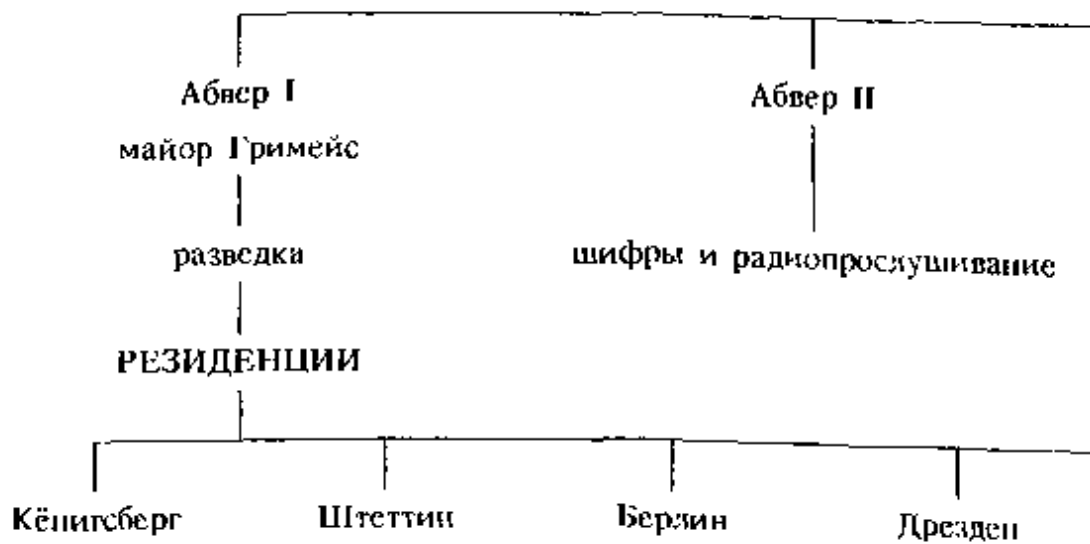 Абвер I
Абвер II
майор Гримейс
разведка
шифры и радиопрослушивание
РЕЗИДЕНЦИИ
Кёнигсберг
Штеттин
Берлин
Дрезден